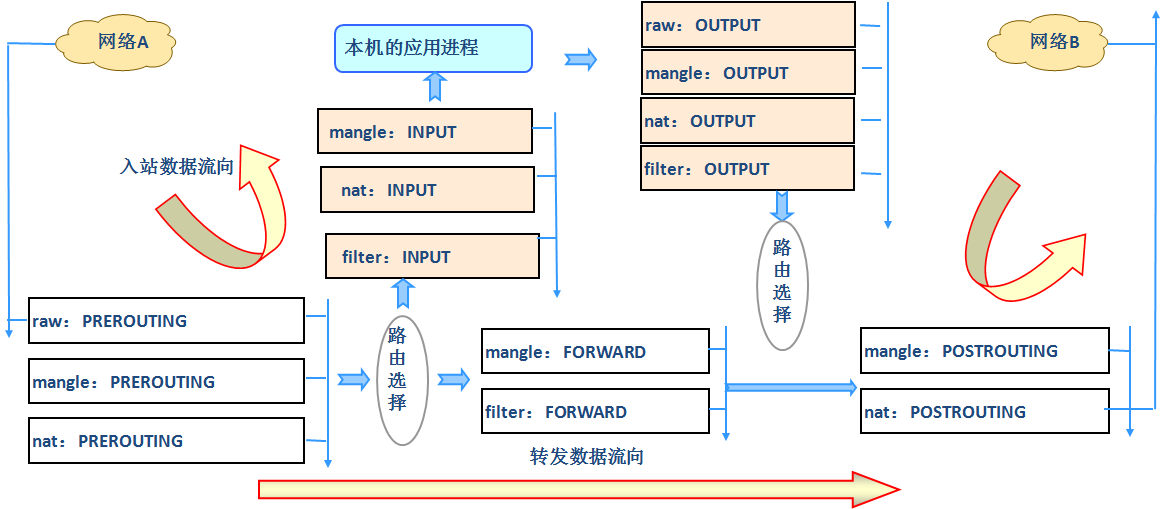 网络A
本机的应用进程
raw：OUTPUT
mangle：OUTPUT
nat：OUTPUT
filter：OUTPUT
网络B
mangle：INPUT
nat：INPUT
filter：INPUT
入站数据流向
路由选择
raw：PREROUTING
mangle：PREROUTING
nat：PREROUTING
路由选择
mangle：FORWARD
filter：FORWARD
mangle：POSTROUTING
nat：POSTROUTING
转发数据流向